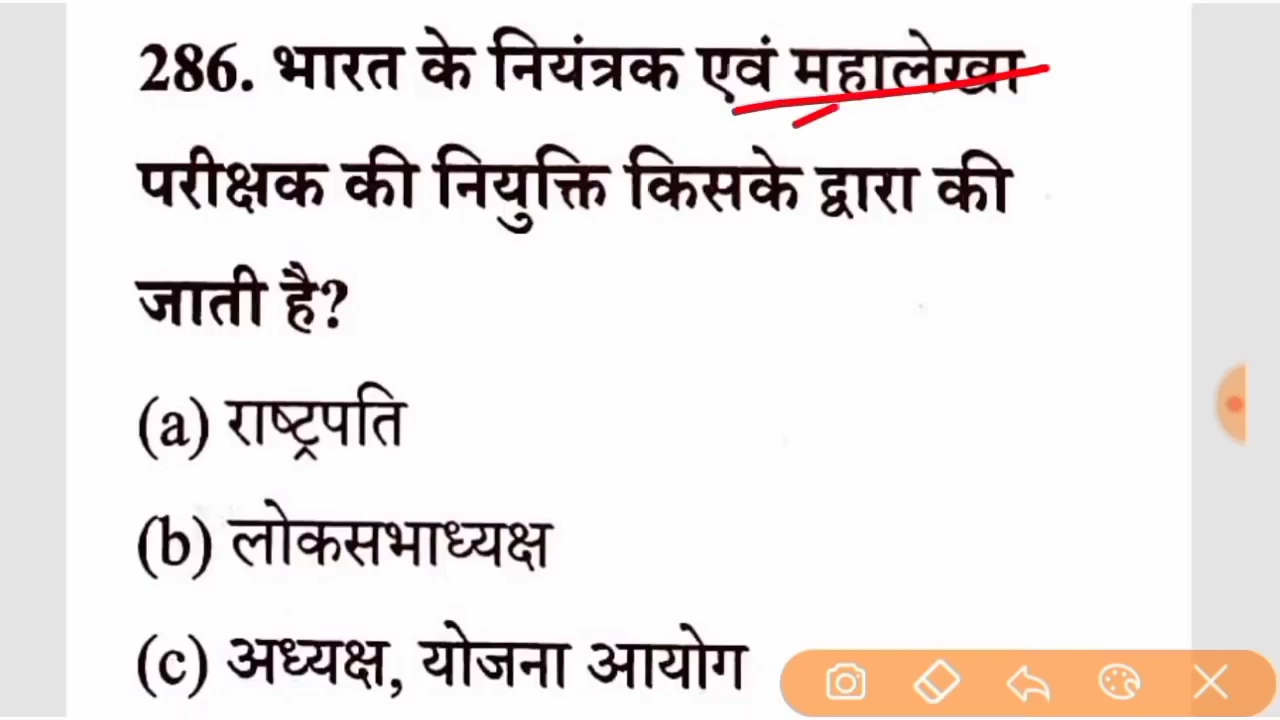 286. भारत के नियंत्रक एवं महालेखा
परीक्षक की नियुक्ति किसके द्वारा की
जाती है?
(a) राष्ट्रपति
(b) लोकसभाध्यक्ष
(c) अध्यक्ष, योजना आयोग